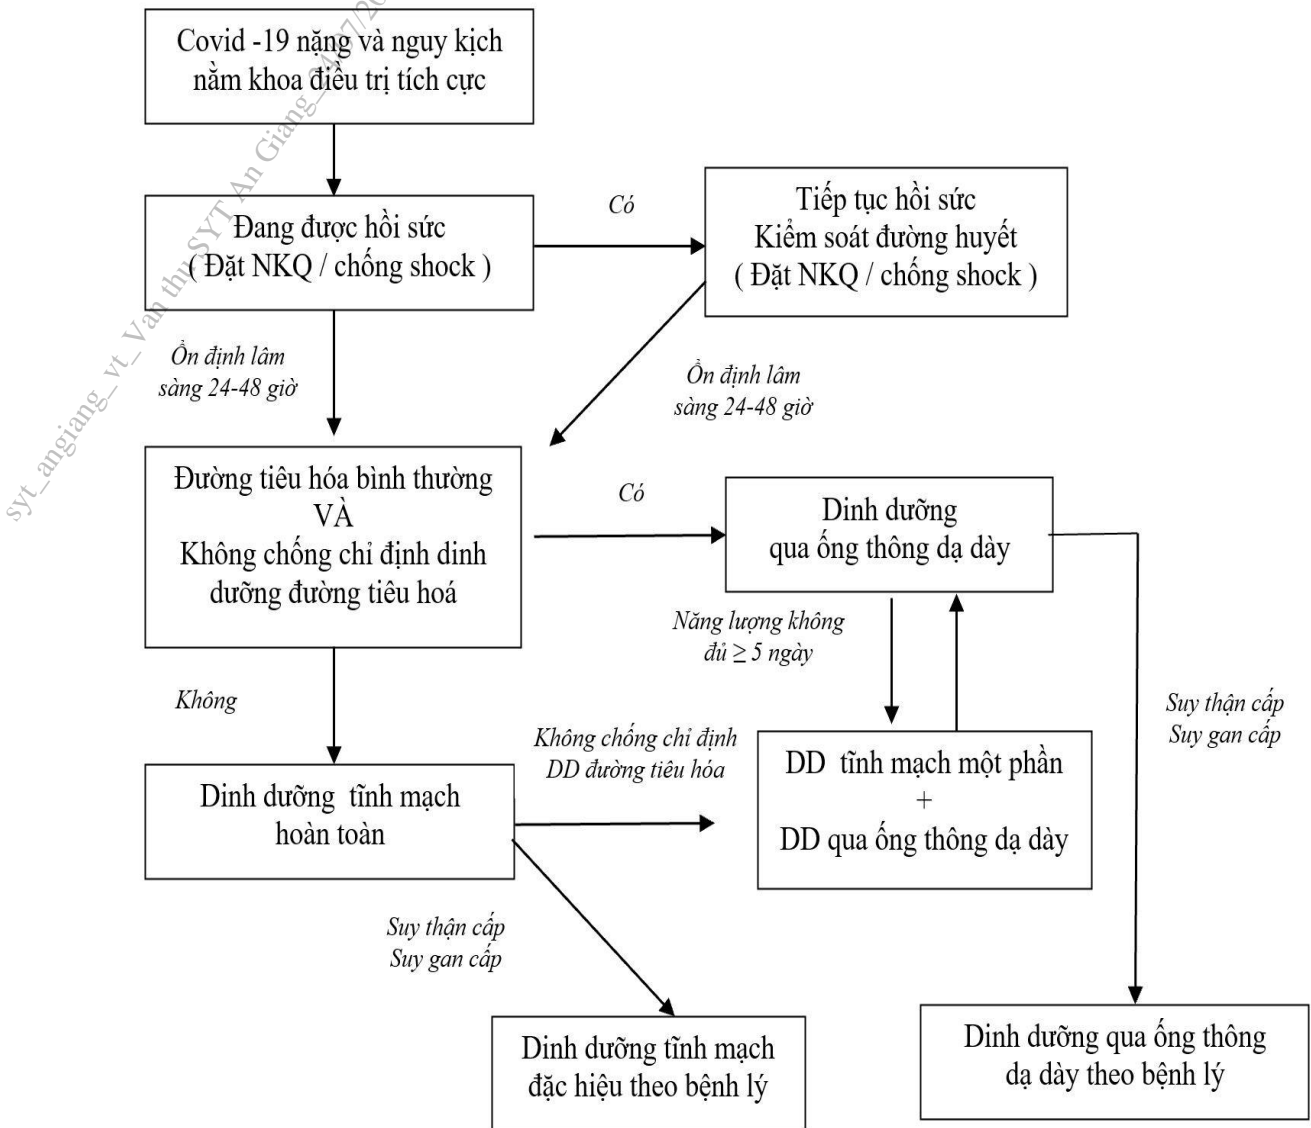 Covid -19 nặng và nguy kịch
nằm khoa điều trị tích cực
Đang được hồi sức
( Đặt NKQ / chống shock )
Có
Tiếp tục hồi sức
Kiểm soát đường huyết
( Đặt NKQ / chống shock )
Ổn định lâm
sàng 24-48 giờ
Ổn định lâm
sàng 24-48 giờ
Đường tiêu hóa bình thường
VÀ
Không chống chỉ định dinh
dưỡng đường tiêu hoá
Có
Dinh dưỡng
qua ống thông dạ dày
Năng lượng không
đủ ≥ 5 ngày
Không
Suy thận cấp
Suy gan cấp
Không chống chỉ định
DD đường tiêu hóa
Dinh dưỡng tĩnh mạch
hoàn toàn
DD tĩnh mạch một phần
+
DD qua ống thông dạ dày
Suy thận cấp
Suy gan cấp
Dinh dưỡng tĩnh mạch
đặc hiệu theo bệnh lý
Dinh dưỡng qua ống thông
dạ dày theo bệnh lý
syt_angiang_vt_Van thu SYT An Giang